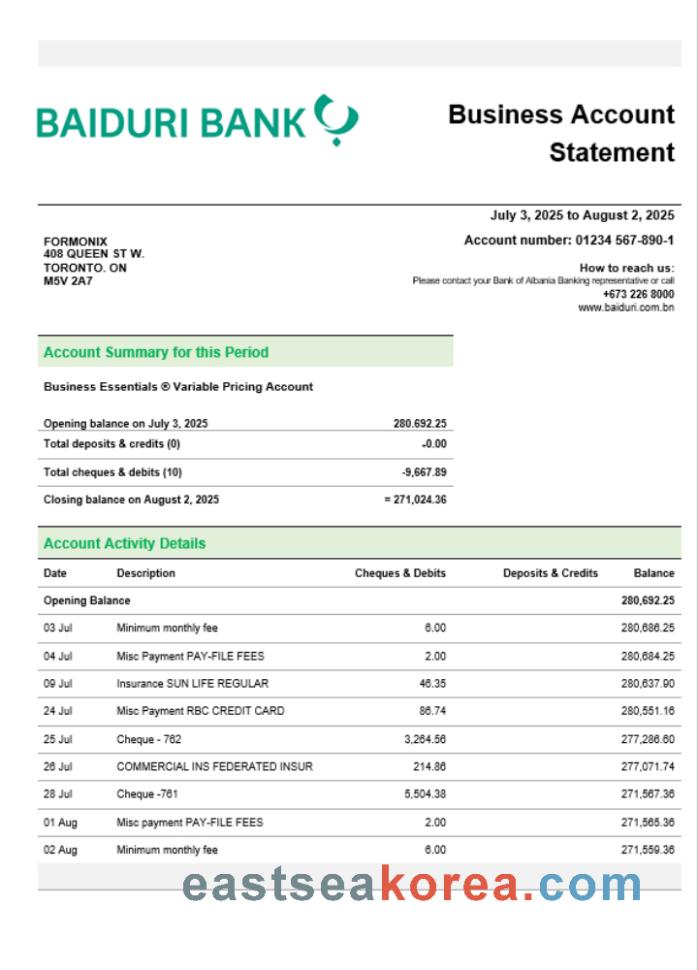 BAIDURI BANK
Business Account
Statement
July 3, 2025 to August 2, 2025
Account number: 01234 567-890-1
FORMONIX
408 QUEEN ST W.
TORONTO. ON
M5V 2A7
How to reach us:
Please contact your Bank of Albania Banking representative or call
+673 226 8000
www.baiduri.com.bn
Account Summary for this Period
Business Essentials ® Variable Pricing Account
Opening balance on July 3, 2025 280.692.25
Total deposits & credits (0) -0.00
Total cheques & debits (10) -9,667.89
Closing balance on August 2, 2025 = 271,024.36
Account Activity Details
Date Description Cheques & Debits Deposits & Credits Balance
Opening Balance 280,692.25
03 Jul Minimum monthly fee 6.00 280,686.25
04 Jul Misc Payment PAY-FILE FEES 2.00 280,684.25
09 Jul Insurance SUN LIFE REGULAR 46.35 280,637.90
24 Jul Misc Payment RBC CREDIT CARD 86.74 280,551.16
25 Jul Cheque - 762 3,264.56 277,286.60
26 Jul COMMERCIAL INS FEDERATED INSUR 214.86 277,071.74
28 Jul Cheque -761 5,504.38 271,567.36
01 Aug Misc payment PAY-FILE FEES 2.00 271,565.36
02 Aug Minimum monthly fee 6.00 271,559.36
eastseakorea.com